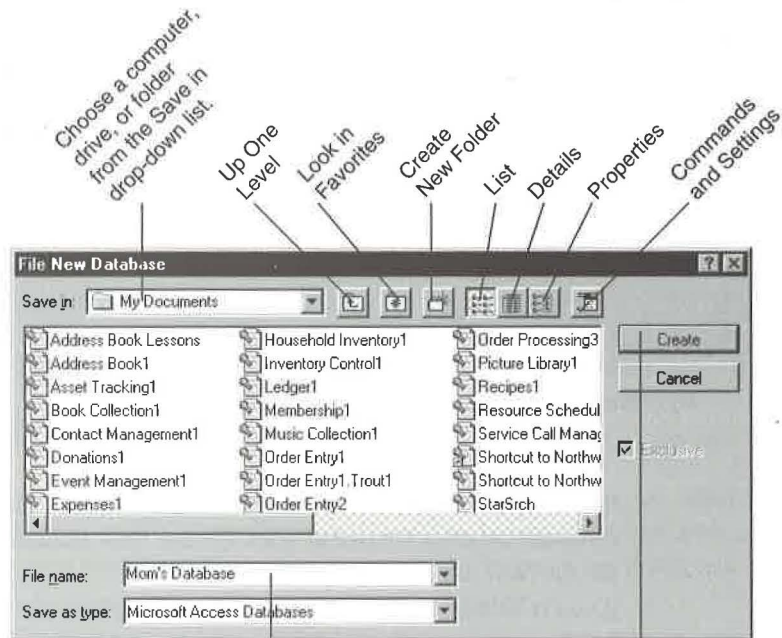 Choose a computer,
drive, or folder
from the Save in
drop-down list.
Up One
Level
Look in
Favorites
Create
New Folder
List
Details
Properties
Commands
and Settings
File New Database
Save in: My Documents
Address Book Lessons
Address Book1
Asset Tracking1
Book Collection1
Contact Management1
Donations1
Event Management1
Expenses1
Household Inventory1
Inventory Control1
Ledger1
Membership1
Music Collection1
Order Entry1
Order Entry1.Trout1
Order Entry2
Order Processing3
Picture Library1
Recipes1
Resource Schedul
Service Call Manag
Shortcut to Northw
Shortcut to Northw
StarSrch
Create
Cancel
Exclusive
File name: Mom's Database
Save as type: Microsoft Access Databases